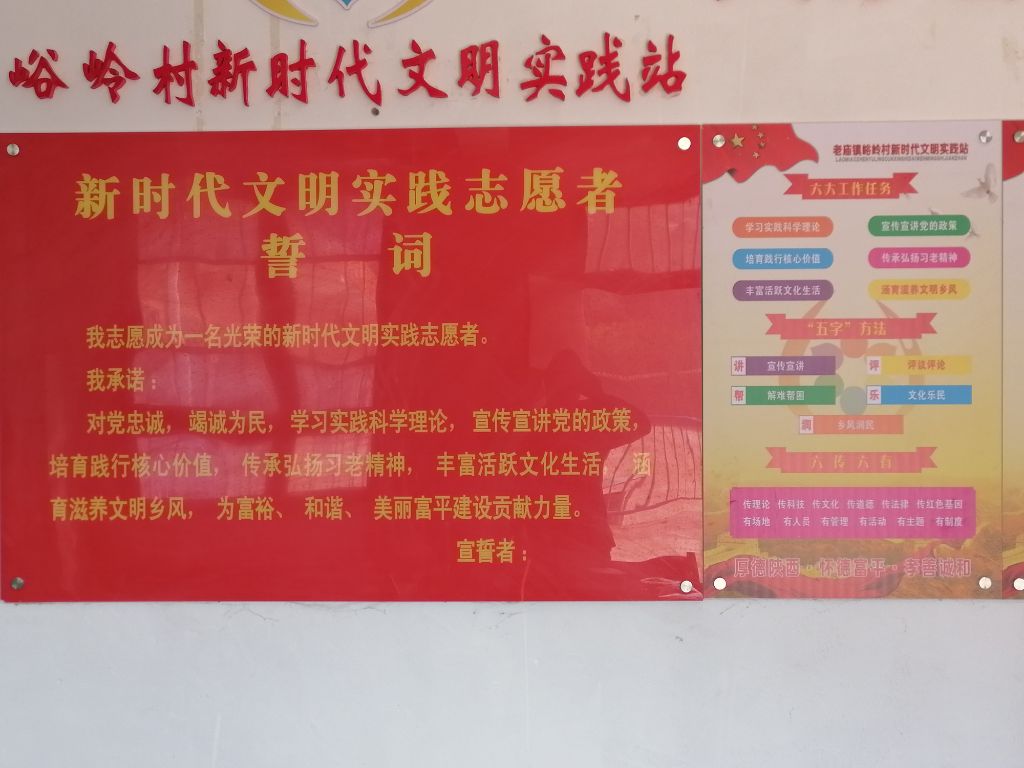 峪岭村新时代文明实践站
新时代文明实践志愿者
誓 词
我志愿成为一名光荣的新时代文明实践志愿者。
我承诺：
对党忠诚， 竭诚为民， 学习实践科学理论， 宣传宣讲党的政策，
培育践行核心价值， 传承弘扬习老精神， 丰富活跃文化生活， 涵
育滋养文明乡风， 为富裕、 和谐、 美丽富平建设贡献力量。
宣誓者：
老庙镇峪岭村新时代文明实践站
六大工作任务
学习实践科学理论 宣传宣讲党的政策
培育践行核心价值 传承弘扬习老精神
丰富活跃文化生活 涵育滋养文明乡风
“五字”方法
讲 宣传宣讲 评 评议评论
帮 解难帮困 乐 文化乐民
润 乡风润民
六传六有
传理论 传科技 传文化 传道德 传法律 传红色基因
有场地 有人员 有管理 有活动 有主题 有制度
厚德陕西·怀德富平·孝善诚和